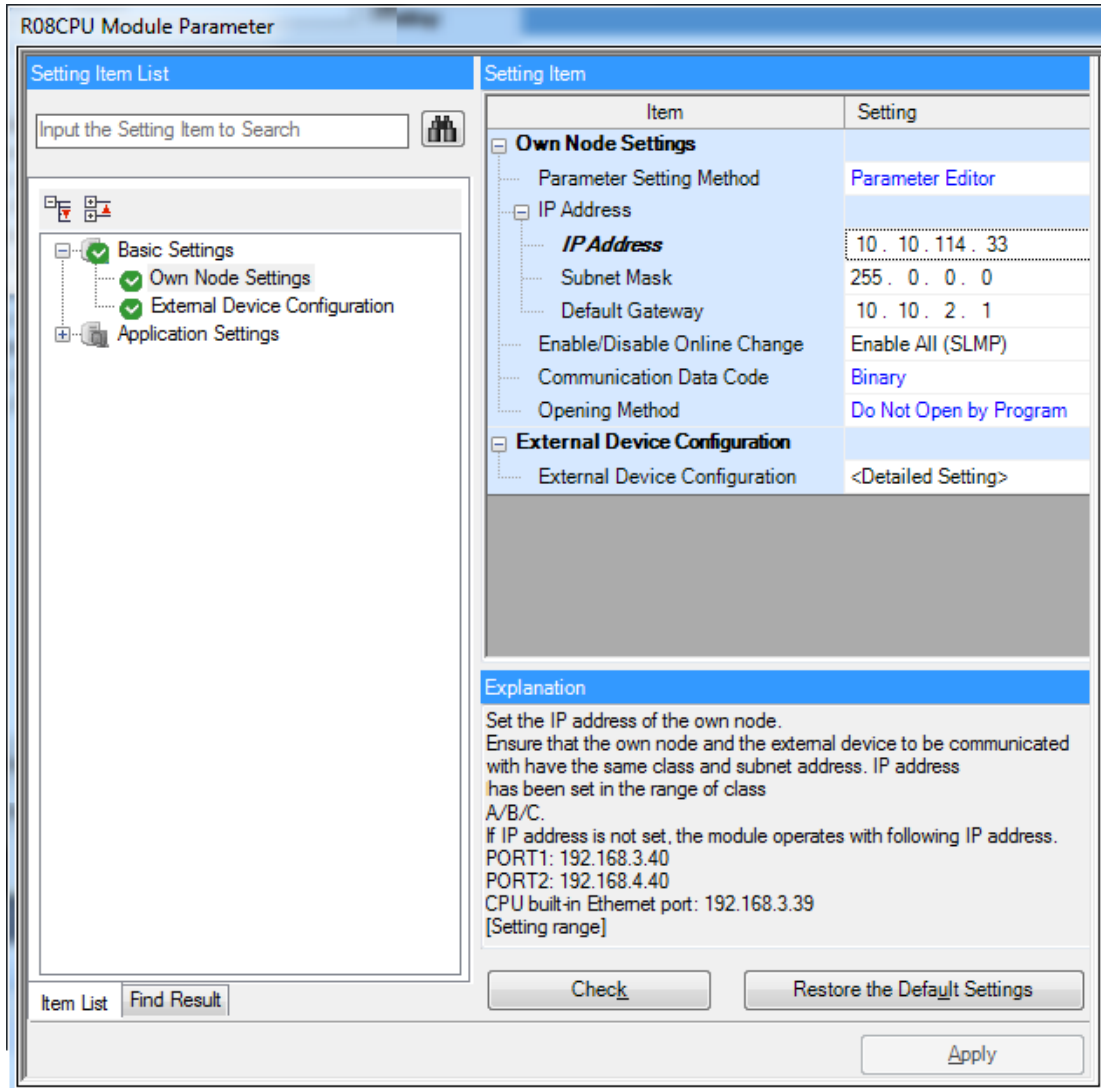 R08CPU Module Parameter
Setting Item List
Input the Setting Item to Search
Basic Settings
Own Node Settings
External Device Configuration
Application Settings
Item List
Find Result
Setting Item
Item Setting
Own Node Settings
Parameter Setting Method Parameter Editor
IP Address
IP Address 10 . 10 . 114 . 33
Subnet Mask 255 . 0 . 0 . 0
Default Gateway 10 . 10 . 2 . 1
Enable/Disable Online Change Enable All (SLMP)
Communication Data Code Binary
Opening Method Do Not Open by Program
External Device Configuration
External Device Configuration <Detailed Setting>
Explanation
Set the IP address of the own node.
Ensure that the own node and the external device to be communicated
with have the same class and subnet address. IP address
has been set in the range of class
A/B/C.
If IP address is not set, the module operates with following IP address.
PORT1: 192.168.3.40
PORT2: 192.168.4.40
CPU built-in Ethernet port: 192.168.3.39
[Setting range]
Check
Restore the Default Settings
Apply